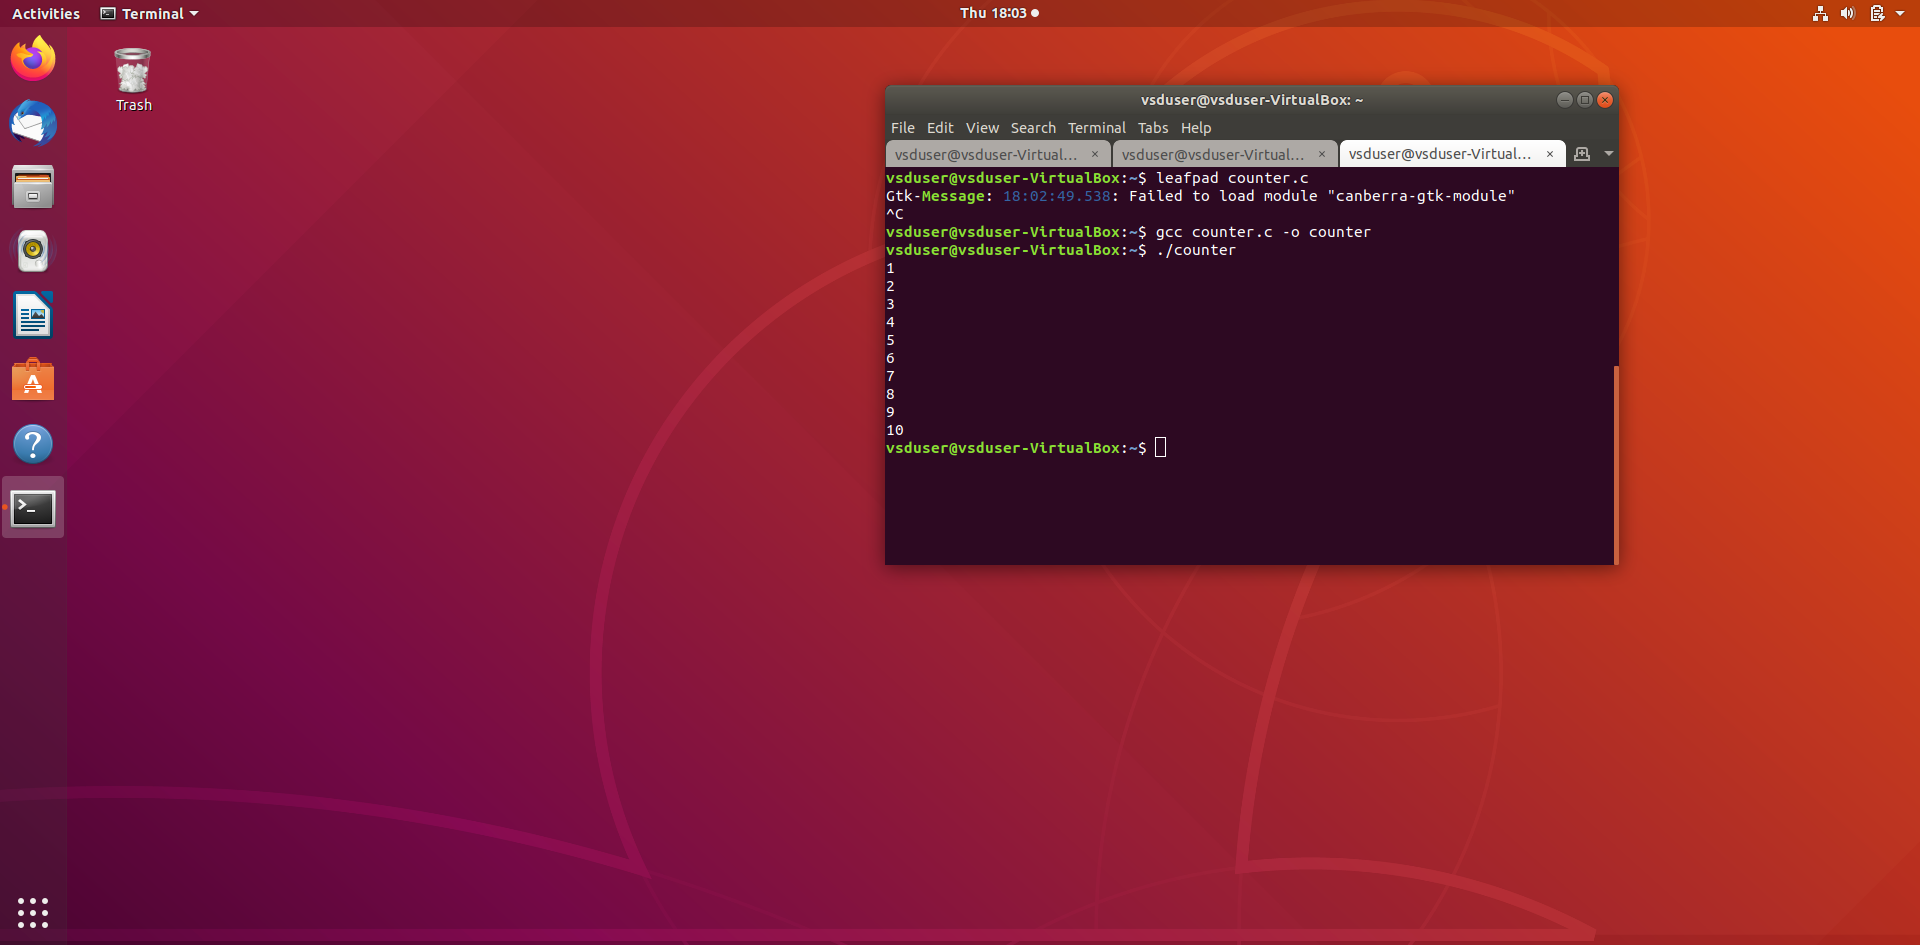 Activities Terminal Thu 18:03
Trash
vsduser@vsduser-VirtualBox: ~
File Edit View Search Terminal Tabs Help
vsduser@vsduser-Virtual... × vsduser@vsduser-Virtual... × vsduser@vsduser-Virtual... ×
vsduser@vsduser-VirtualBox:~$ leafpad counter.c
Gtk-Message: 18:02:49.538: Failed to load module "canberra-gtk-module"
^C
vsduser@vsduser-VirtualBox:~$ gcc counter.c -o counter
vsduser@vsduser-VirtualBox:~$ ./counter
1
2
3
4
5
6
7
8
9
10
vsduser@vsduser-VirtualBox:~$